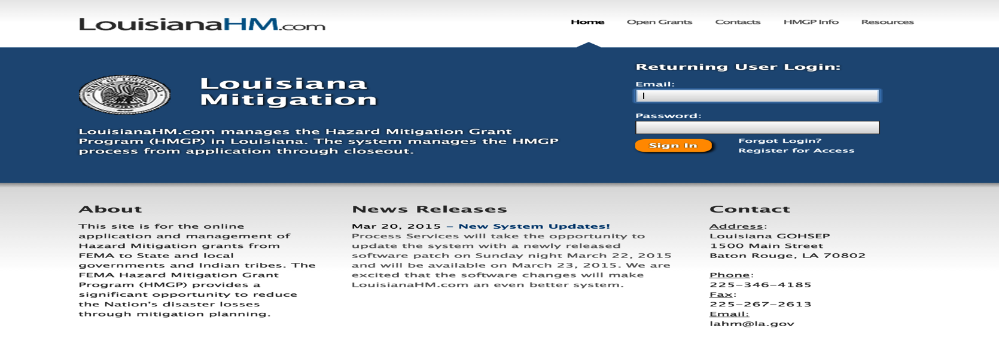 LouisianaHM.com
Home Open Grants Contacts HMGP Info Resources
Louisiana
Mitigation
LouisianaHM.com manages the Hazard Mitigation Grant
Program (HMGP) in Louisiana. The system manages the HMGP
process from application through closeout.
Returning User Login:
Email:
Password:
Sign In
Forgot Login?
Register for Access
About
This site is for the online
application and management of
Hazard Mitigation grants from
FEMA to State and local
governments and Indian tribes. The
FEMA Hazard Mitigation Grant
Program (HMGP) provides a
significant opportunity to reduce
the Nation's disaster losses
through mitigation planning.
News Releases
Mar 20, 2015 – New System Updates!
Process Services will take the opportunity to
update the system with a newly released
software patch on Sunday night March 22, 2015
and will be available on March 23, 2015. We are
excited that the software changes will make
LouisianaHM.com an even better system.
Contact
Address:
Louisiana GOHSEP
1500 Main Street
Baton Rouge, LA 70802
Phone:
225-346-4185
Fax:
225-267-2613
Email:
lahm@la.gov